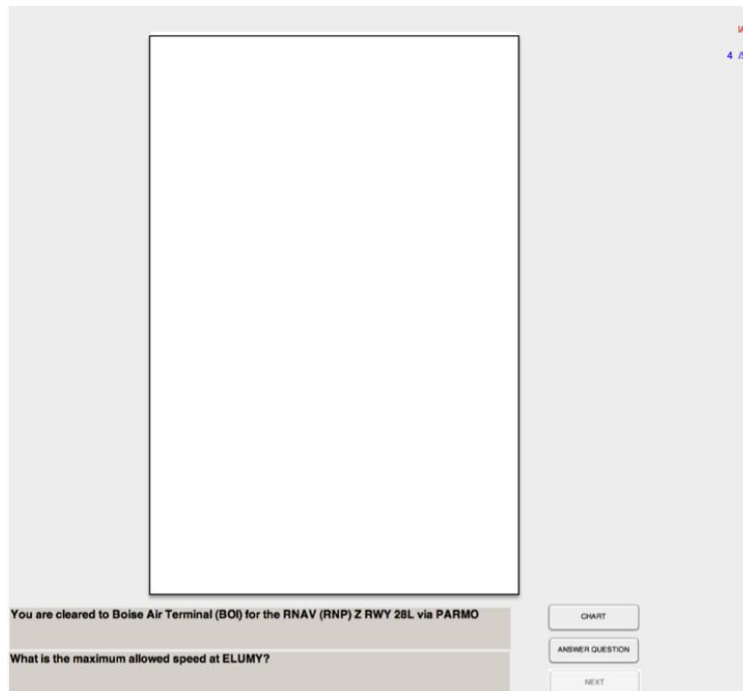 4 /
You are cleared to Boise Air Terminal (BOI) for the RNAV (RNP) Z RWY 28L via PARMO
CHART
ANSWER QUESTION
What is the maximum allowed speed at ELUMY?
NEXT